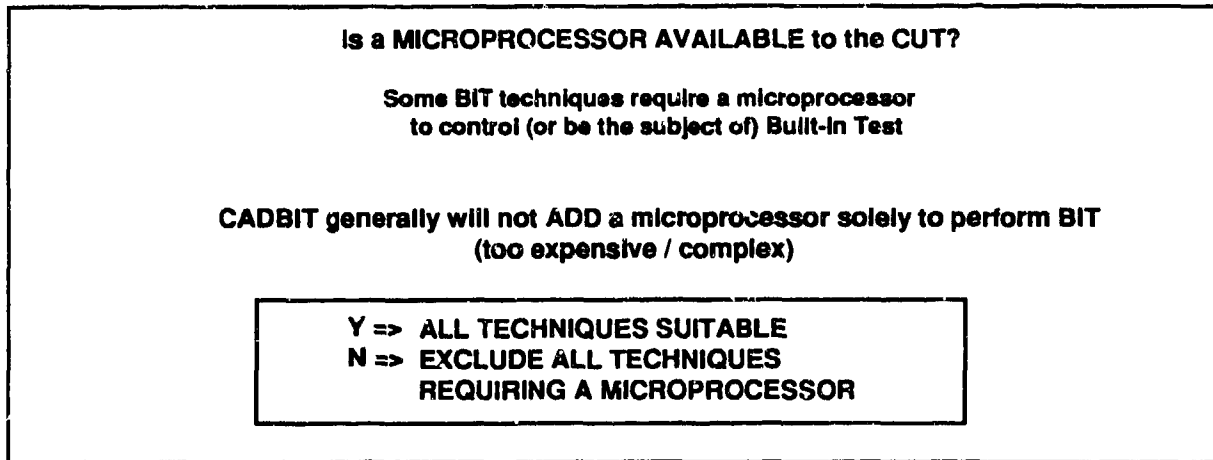 Is a MICROPROCESSOR AVAILABLE to the CUT?
Some BIT techniques require a microprocessor
to control (or be the subject of) Built-In Test
CADBIT generally will not ADD a microprocessor solely to perform BIT
(too expensive / complex)
Y => ALL TECHNIQUES SUITABLE
N => EXCLUDE ALL TECHNIQUES
REQUIRING A MICROPROCESSOR